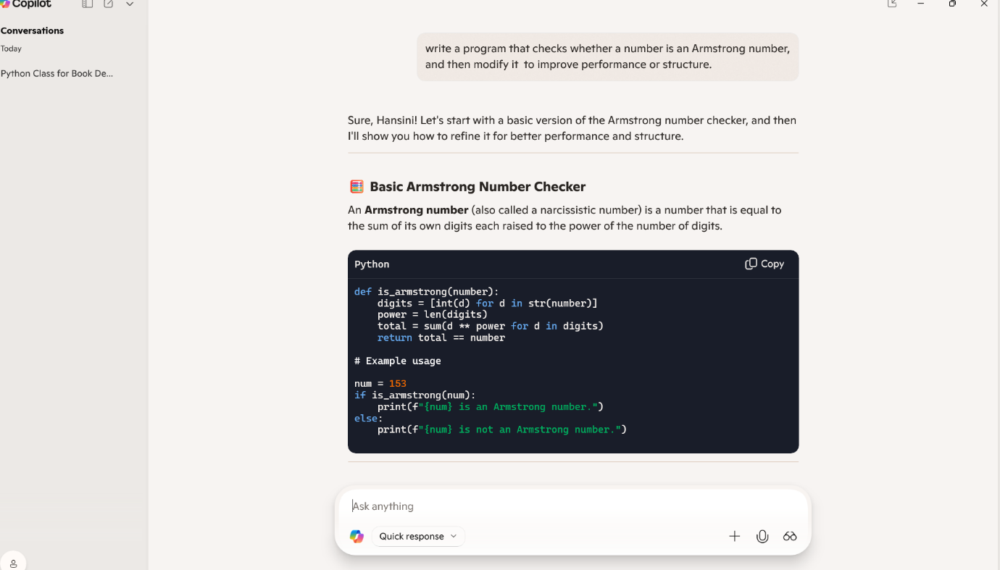 Copilot
Conversations
Today
Python Class for Book De...
write a program that checks whether a number is an Armstrong number,
and then modify it  to improve performance or structure.
Sure, Hansini! Let's start with a basic version of the Armstrong number checker, and then
I'll show you how to refine it for better performance and structure.
Basic Armstrong Number Checker
An Armstrong number (also called a narcissistic number) is a number that is equal to
the sum of its own digits each raised to the power of the number of digits.
Python
Copy
def is_armstrong(number):
    digits = [int(d) for d in str(number)]
    power = len(digits)
    total = sum(d ** power for d in digits)
    return total == number
# Example usage
num = 153
if is_armstrong(num):
    print(f"{num} is an Armstrong number.")
else:
    print(f"{num} is not an Armstrong number.")
Ask anything
Quick response